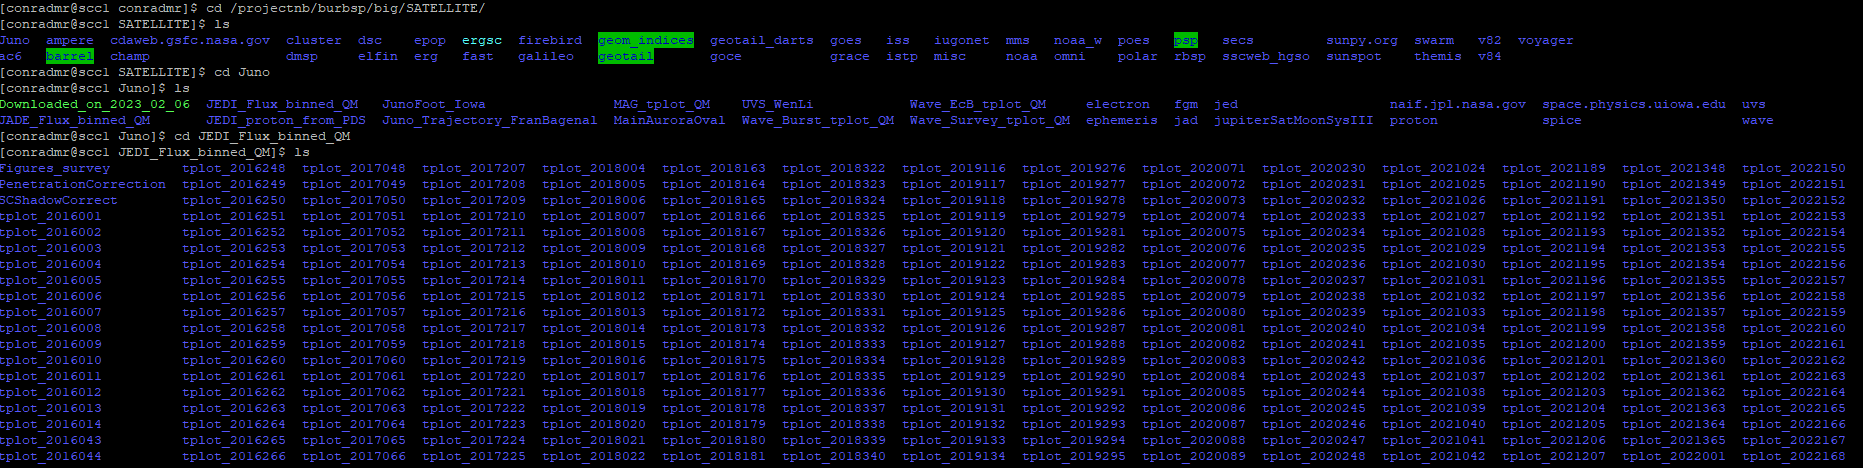 [conradmr@scc1 conradmr]$ cd /projectnb/burbsp/big/SATELLITE/
[conradmr@scc1 SATELLITE]$ ls
Juno ampere cdaweb.gsfc.nasa.gov cluster dsc epop ergsc firebird geom_indices geotail_darts goes iss iugonet mms noaa_w poes psp secs sunpy.org swarm v82 voyager
ac6 barrel champ dmsp elfin erg fast galileo geotail goce grace istp misc noaa omni polar rbsp sscweb_hgso sunspot themis v84
[conradmr@scc1 SATELLITE]$ cd Juno
[conradmr@scc1 Juno]$ ls
Downloaded_on_2023_02_06 JEDI_Flux_binned_QM JunoFoot_Iowa MAG_tplot_QM UVS_WenLi Wave_EcB_tplot_QM electron fgm jed naif.jpl.nasa.gov space.physics.uiowa.edu uvs
JADE_Flux_binned_QM JEDI_proton_from_PDS Juno_Trajectory_FranBagenal MainAuroraOval Wave_Burst_tplot_QM Wave_Survey_tplot_QM ephemeris jad jupiterSatMoonSysIII proton spice wave
[conradmr@scc1 Juno]$ cd JEDI_Flux_binned_QM
[conradmr@scc1 JEDI_Flux_binned_QM]$ ls
Figures_survey tplot_2016248 tplot_2017048 tplot_2017207 tplot_2018004 tplot_2018163 tplot_2018322 tplot_2019116 tplot_2019276 tplot_2020071 tplot_2020230 tplot_2021024 tplot_2021189 tplot_2021348 tplot_2022150
PenetrationCorrection tplot_2016249 tplot_2017049 tplot_2017208 tplot_2018005 tplot_2018164 tplot_2018323 tplot_2019117 tplot_2019277 tplot_2020072 tplot_2020231 tplot_2021025 tplot_2021190 tplot_2021349 tplot_2022151
SCShadowCorrect tplot_2016250 tplot_2017050 tplot_2017209 tplot_2018006 tplot_2018165 tplot_2018324 tplot_2019118 tplot_2019278 tplot_2020073 tplot_2020232 tplot_2021026 tplot_2021191 tplot_2021350 tplot_2022152
tplot_2016001 tplot_2016251 tplot_2017051 tplot_2017210 tplot_2018007 tplot_2018166 tplot_2018325 tplot_2019119 tplot_2019279 tplot_2020074 tplot_2020233 tplot_2021027 tplot_2021192 tplot_2021351 tplot_2022153
tplot_2016002 tplot_2016252 tplot_2017052 tplot_2017211 tplot_2018008 tplot_2018167 tplot_2018326 tplot_2019120 tplot_2019281 tplot_2020075 tplot_2020234 tplot_2021028 tplot_2021193 tplot_2021352 tplot_2022154
tplot_2016003 tplot_2016253 tplot_2017053 tplot_2017212 tplot_2018009 tplot_2018168 tplot_2018327 tplot_2019121 tplot_2019282 tplot_2020076 tplot_2020235 tplot_2021029 tplot_2021194 tplot_2021353 tplot_2022155
tplot_2016004 tplot_2016254 tplot_2017054 tplot_2017213 tplot_2018010 tplot_2018169 tplot_2018328 tplot_2019122 tplot_2019283 tplot_2020077 tplot_2020236 tplot_2021030 tplot_2021195 tplot_2021354 tplot_2022156
tplot_2016005 tplot_2016255 tplot_2017055 tplot_2017214 tplot_2018011 tplot_2018170 tplot_2018329 tplot_2019123 tplot_2019284 tplot_2020078 tplot_2020237 tplot_2021031 tplot_2021196 tplot_2021355 tplot_2022157
tplot_2016006 tplot_2016256 tplot_2017056 tplot_2017215 tplot_2018012 tplot_2018171 tplot_2018330 tplot_2019124 tplot_2019285 tplot_2020079 tplot_2020238 tplot_2021032 tplot_2021197 tplot_2021356 tplot_2022158
tplot_2016007 tplot_2016257 tplot_2017057 tplot_2017216 tplot_2018013 tplot_2018172 tplot_2018331 tplot_2019125 tplot_2019286 tplot_2020080 tplot_2020239 tplot_2021033 tplot_2021198 tplot_2021357 tplot_2022159
tplot_2016008 tplot_2016258 tplot_2017058 tplot_2017217 tplot_2018014 tplot_2018173 tplot_2018332 tplot_2019126 tplot_2019287 tplot_2020081 tplot_2020240 tplot_2021034 tplot_2021199 tplot_2021358 tplot_2022160
tplot_2016009 tplot_2016259 tplot_2017059 tplot_2017218 tplot_2018015 tplot_2018174 tplot_2018333 tplot_2019127 tplot_2019288 tplot_2020082 tplot_2020241 tplot_2021035 tplot_2021200 tplot_2021359 tplot_2022161
tplot_2016010 tplot_2016260 tplot_2017060 tplot_2017219 tplot_2018016 tplot_2018175 tplot_2018334 tplot_2019128 tplot_2019289 tplot_2020083 tplot_2020242 tplot_2021036 tplot_2021201 tplot_2021360 tplot_2022162
tplot_2016011 tplot_2016261 tplot_2017061 tplot_2017220 tplot_2018017 tplot_2018176 tplot_2018335 tplot_2019129 tplot_2019290 tplot_2020084 tplot_2020243 tplot_2021037 tplot_2021202 tplot_2021361 tplot_2022163
tplot_2016012 tplot_2016262 tplot_2017062 tplot_2017221 tplot_2018018 tplot_2018177 tplot_2018336 tplot_2019130 tplot_2019291 tplot_2020085 tplot_2020244 tplot_2021038 tplot_2021203 tplot_2021362 tplot_2022164
tplot_2016013 tplot_2016263 tplot_2017063 tplot_2017222 tplot_2018019 tplot_2018178 tplot_2018337 tplot_2019131 tplot_2019292 tplot_2020086 tplot_2020245 tplot_2021039 tplot_2021204 tplot_2021363 tplot_2022165
tplot_2016014 tplot_2016264 tplot_2017064 tplot_2017223 tplot_2018020 tplot_2018179 tplot_2018338 tplot_2019132 tplot_2019293 tplot_2020087 tplot_2020246 tplot_2021040 tplot_2021205 tplot_2021364 tplot_2022166
tplot_2016043 tplot_2016265 tplot_2017065 tplot_2017224 tplot_2018021 tplot_2018180 tplot_2018339 tplot_2019133 tplot_2019294 tplot_2020088 tplot_2020247 tplot_2021041 tplot_2021206 tplot_2021365 tplot_2022167
tplot_2016044 tplot_2016266 tplot_2017066 tplot_2017225 tplot_2018022 tplot_2018181 tplot_2018340 tplot_2019134 tplot_2019295 tplot_2020089 tplot_2020248 tplot_2021042 tplot_2021207 tplot_2022001 tplot_2022168